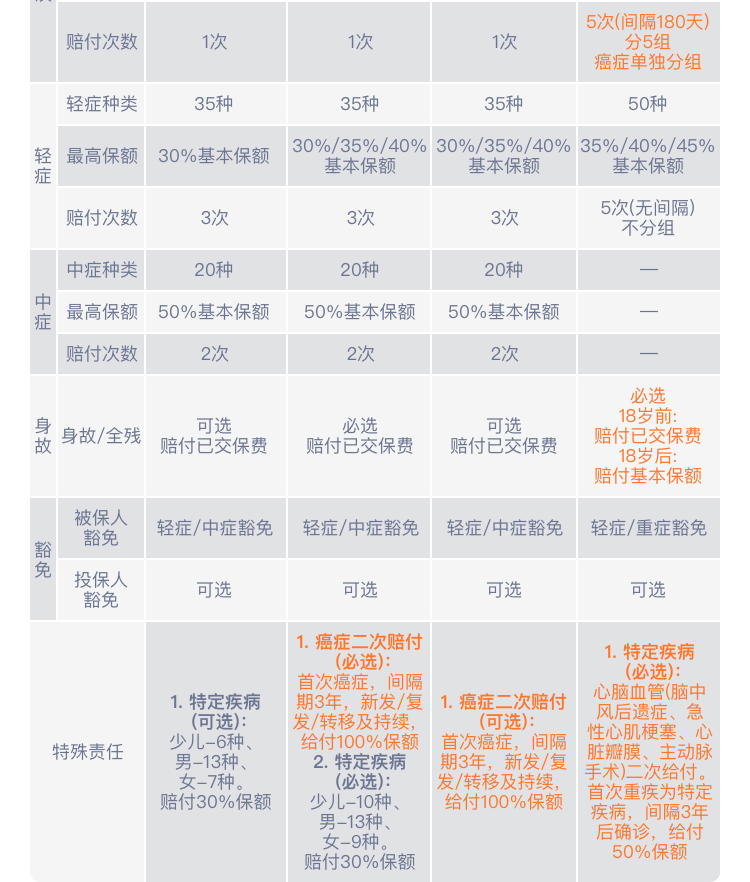 赔付次数 1次 1次 1次 5次(间隔180天)
分5组
癌症单独分组
轻症
轻症种类 35种 35种 35种 50种
最高保额 30%基本保额 30%/35%/40% 30%/35%/40% 35%/40%/45%
基本保额 基本保额 基本保额
赔付次数 3次 3次 3次 5次(无间隔)
不分组
中症
中症种类 20种 20种 20种 —
最高保额 50%基本保额 50%基本保额 50%基本保额 —
赔付次数 2次 2次 2次 —
身故
身故/全残
可选
赔付已交保费
必选
赔付已交保费
可选
赔付已交保费
必选
18岁前:
赔付已交保费
18岁后:
赔付基本保额
豁免
被保人
豁免
轻症/中症豁免 轻症/中症豁免 轻症/中症豁免 轻症/重症豁免
投保人
豁免
可选 可选 可选 可选
特殊责任
1. 特定疾病
(可选):
少儿–6种、
男–13种、
女–7种。
赔付30%保额
1. 癌症二次赔付
(必选):
首次癌症，间隔
期3年，新发/复
发/转移及持续，
给付100%保额
2. 特定疾病
(必选):
少儿–10种、
男–13种、
女–9种。
赔付30%保额
1. 癌症二次赔付
(可选):
首次癌症，间隔
期3年，新发/复
发/转移及持续，
给付100%保额
1. 特定疾病
(必选):
心脑血管(脑中
风后遗症、急
性心肌梗塞、心
脏瓣膜、主动脉
手术)二次给付。
首次重疾为特定
疾病，间隔3年
后确诊，给付
50%保额